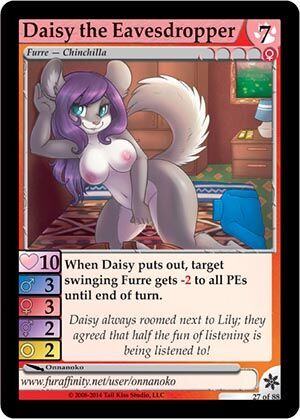 Daisy the Eavesdropper 7
Furre — Chinchilla
10
3
3
2
2
When Daisy puts out, target
swinging Furre gets -2 to all PEs
until end of turn.
Daisy always roomed next to Lily; they
agreed that half the fun of listening is
being listened to!
Onnanoko
www.furaffinity.net/user/onnanoko
© 2006-2014 Tail Kiss Studio, LLC
27 of 88